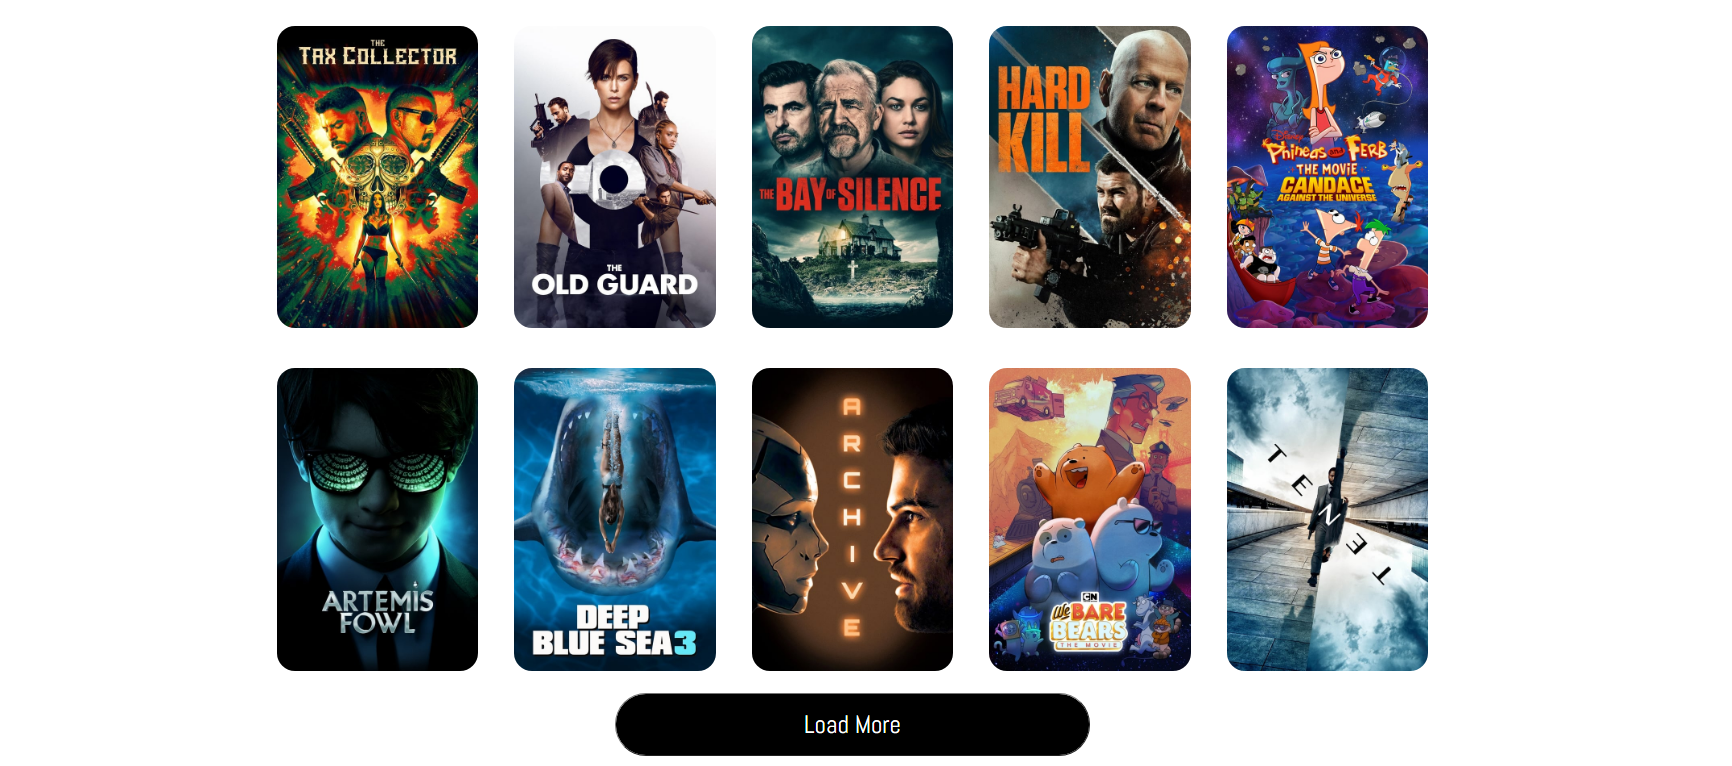 THE
TAX COLLECTOR
THE
OLD GUARD
THE BAY OF SILENCE
HARD
KILL
Disney
Phineas and Ferb
THE MOVIE
CANDACE
AGAINST THE UNIVERSE
ARTEMIS
FOWL
DEEP
BLUE SEA 3
ARCHIVE
CN
We BARE
BEARS
THE MOVIE
TENET
Load More